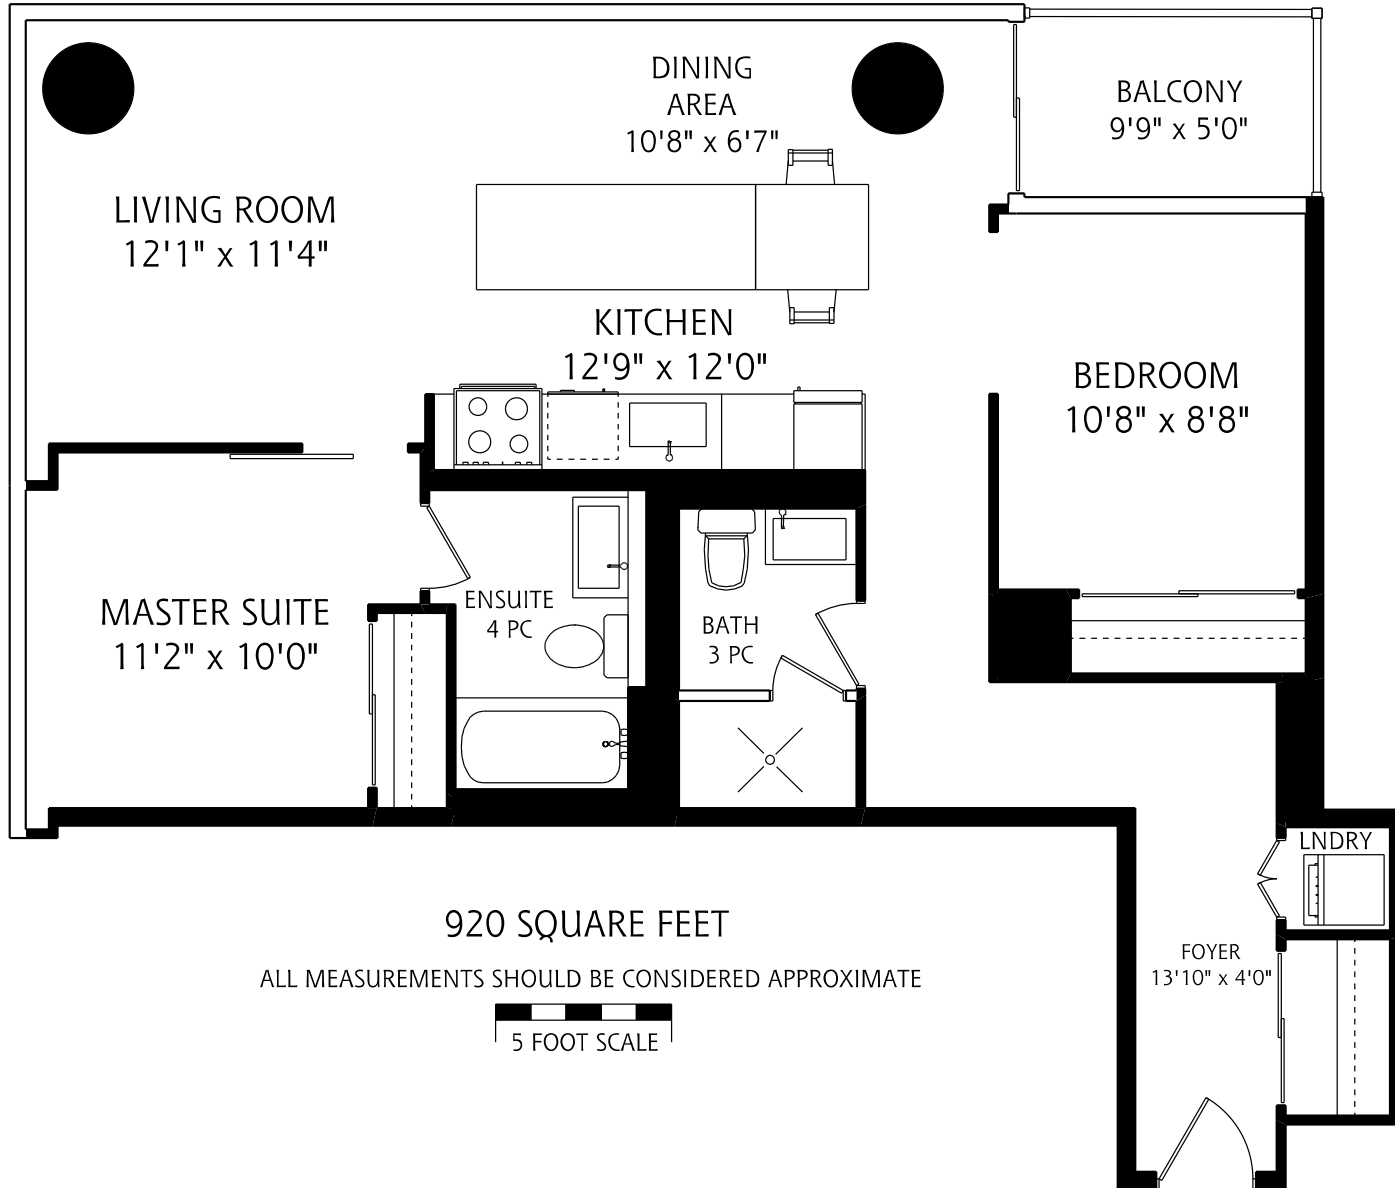 DINING
AREA
10'8" x 6'7"
BALCONY
9'9" x 5'0"
LIVING ROOM
12'1" x 11'4"
KITCHEN
12'9" x 12'0"
BEDROOM
10'8" x 8'8"
MASTER SUITE
11'2" x 10'0"
ENSUITE
4 PC
BATH
3 PC
LNDRY
FOYER
13'10" x 4'0"
920 SQUARE FEET
ALL MEASUREMENTS SHOULD BE CONSIDERED APPROXIMATE
5 FOOT SCALE